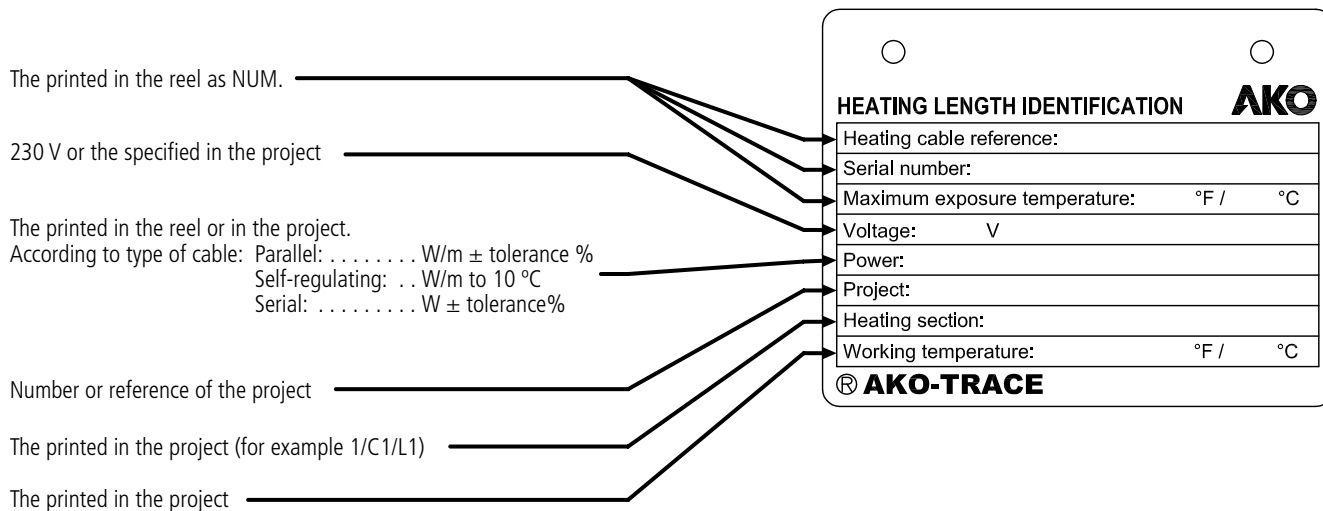 The printed in the reel as NUM.
230 V or the specified in the project
The printed in the reel or in the project.
According to type of cable: Parallel: . . . . . . . . W/m ± tolerance %
Self-regulating: . . W/m to 10 ºC
Serial: . . . . . . . . . W ± tolerance%
Number or reference of the project
The printed in the project (for example 1/C1/L1)
The printed in the project
HEATING LENGTH IDENTIFICATION AKO
Heating cable reference:
Serial number:
Maximum exposure temperature: °F / °C
Voltage: V
Power:
Project:
Heating section:
Working temperature: °F / °C
® AKO-TRACE